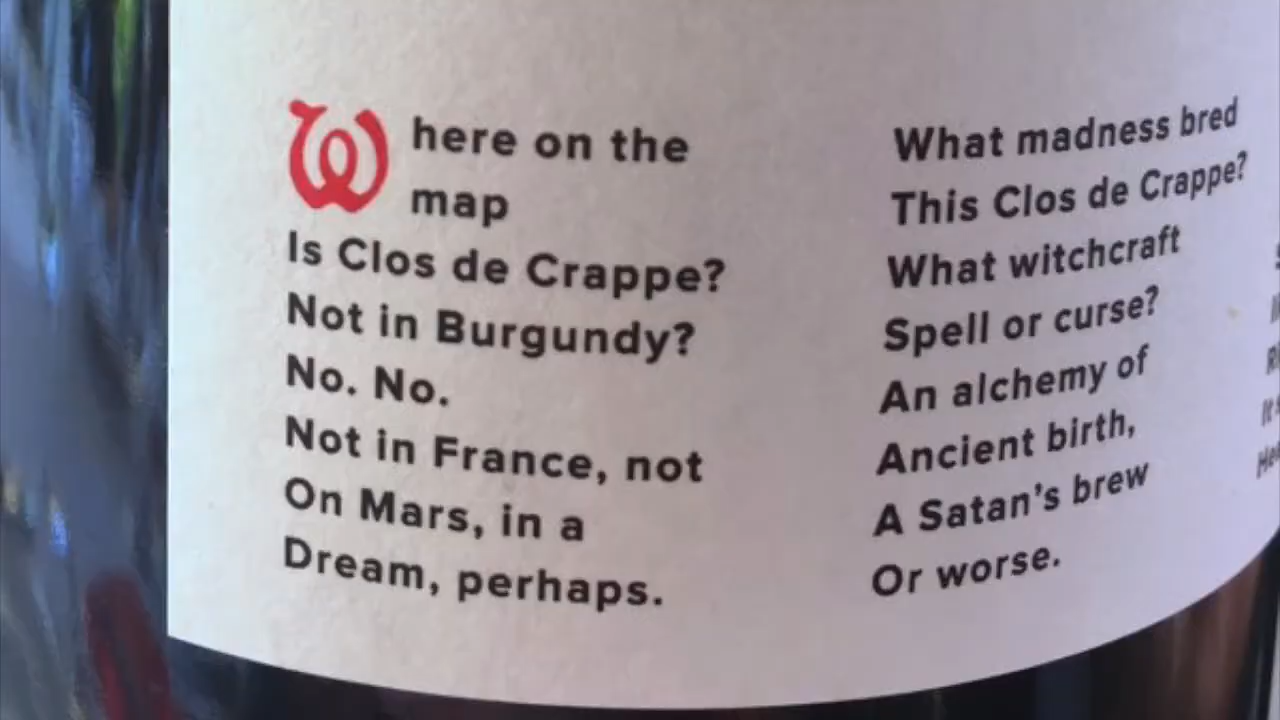 Where on the
map
Is Clos de Crappe?
Not in Burgundy?
No. No.
Not in France, not
On Mars, in a
Dream, perhaps.
What madness bred
This Clos de Crappe?
What witchcraft
Spell or curse?
An alchemy of
Ancient birth,
A Satan's brew
Or worse.